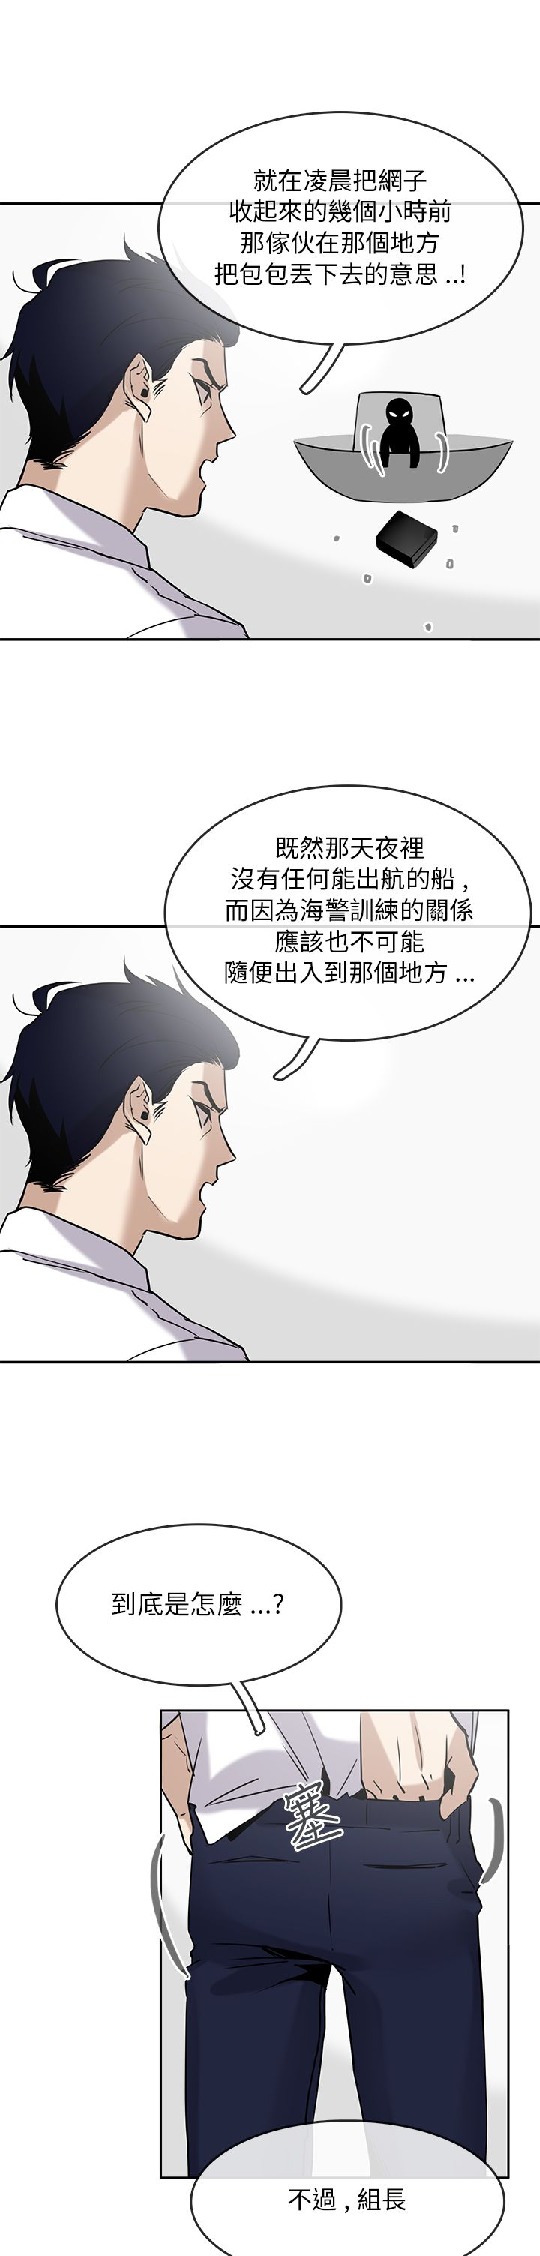 就在凌晨把網子
收起來的幾個小時前
那傢伙在那個地方
把包包丟下去的意思 ..!
既然那天夜裡
沒有任何能出航的船 ,
而因為海警訓練的關係
應該也不可能
隨便出入到那個地方 ...
到底是怎麼 ...?
塞
不過 , 組長